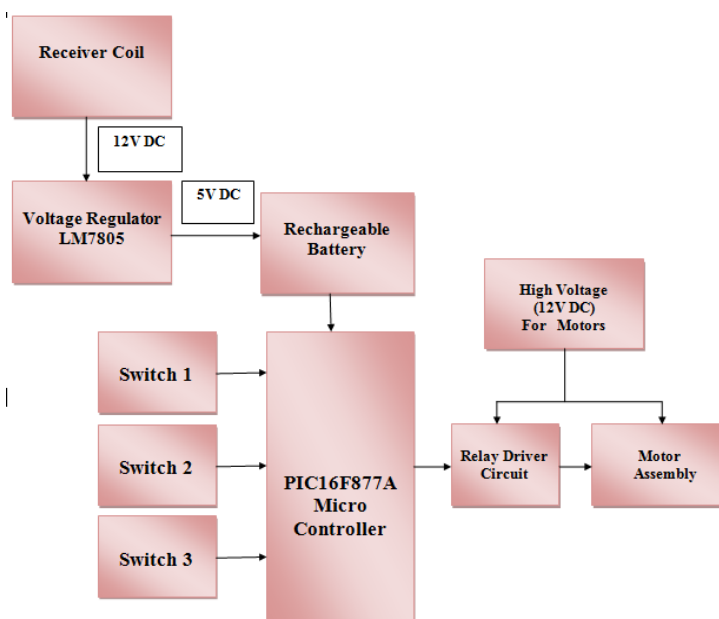 Receiver Coil
12V DC
Voltage Regulator
LM7805
5V DC
Rechargeable
Battery
High Voltage
(12V DC)
For Motors
Switch 1
Switch 2
Switch 3
PIC16F877A
Micro
Controller
Relay Driver
Circuit
Motor
Assembly